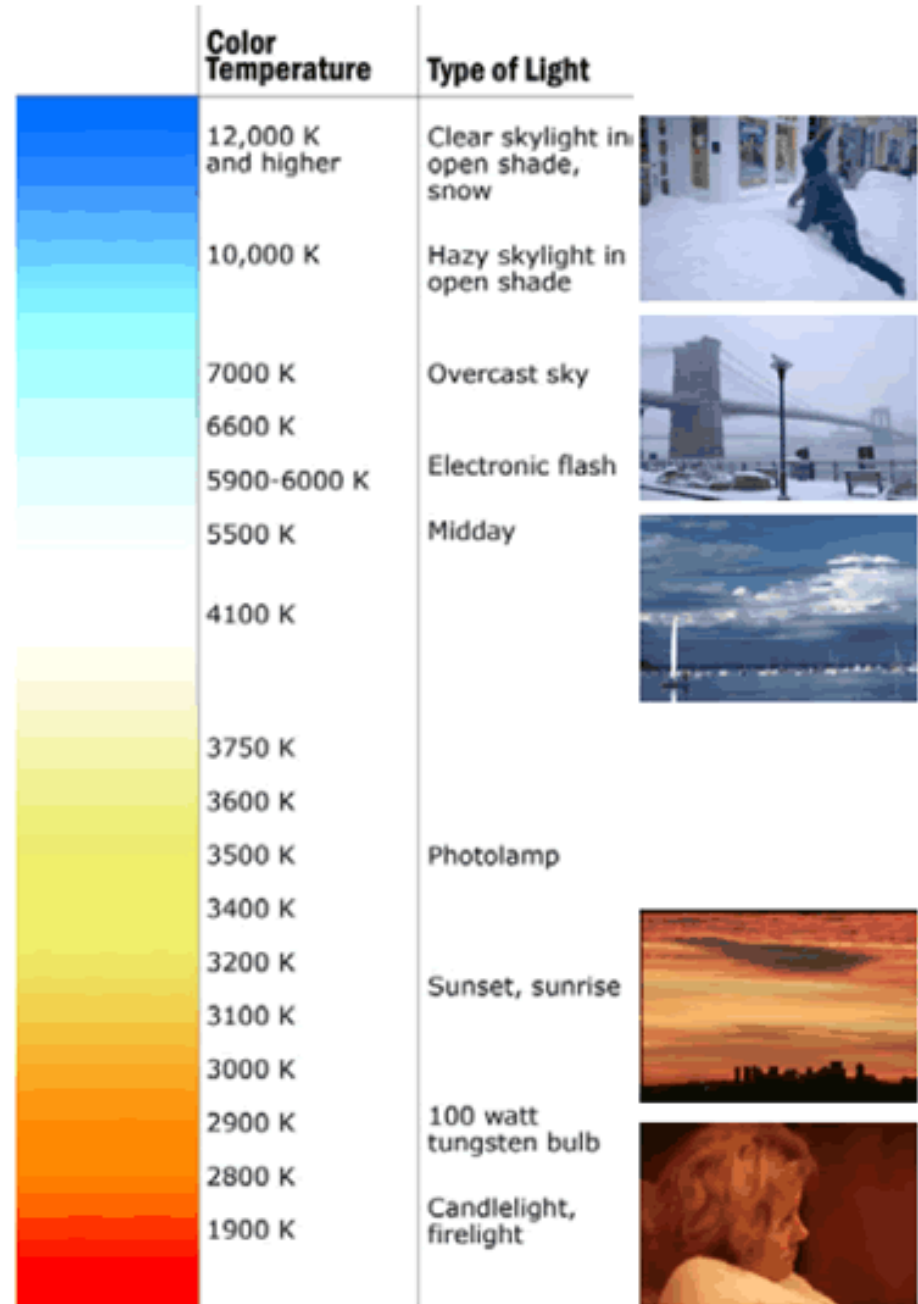 Color
Temperature
Type of Light
12,000 K
and higher
Clear skylight in
open shade,
snow
10,000 K
Hazy skylight in
open shade
7000 K
Overcast sky
6600 K
5900-6000 K
Electronic flash
5500 K
Midday
4100 K
3750 K
3600 K
3500 K
Photolamp
3400 K
3200 K
Sunset, sunrise
3100 K
3000 K
2900 K
100 watt
tungsten bulb
2800 K
1900 K
Candlelight,
firelight